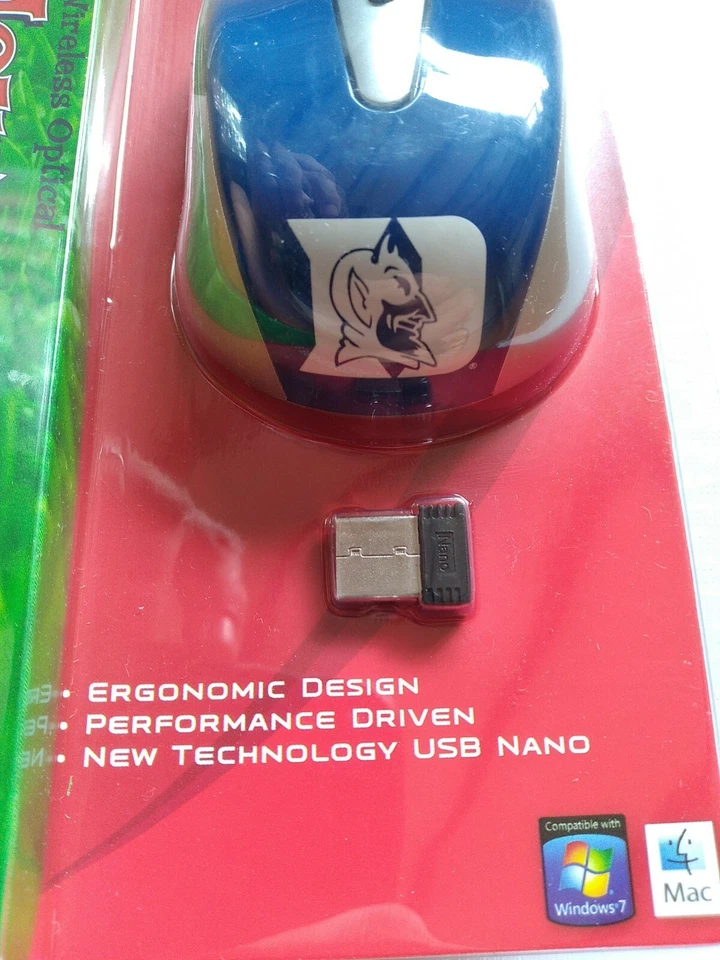 Wireless Optical
Nano
• ERGONOMIC DESIGN
• PERFORMANCE DRIVEN
• NEW TECHNOLOGY USB NANO
Compatible with
Windows®7
Mac